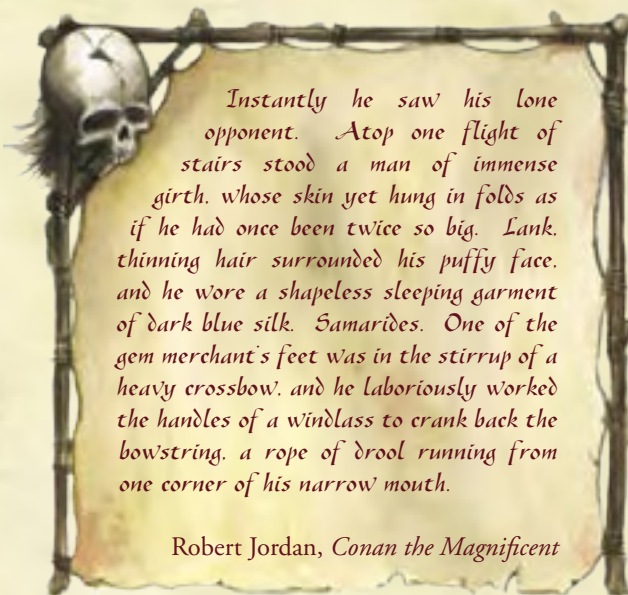 Instantly he saw his lone
opponent. Atop one flight of
stairs stood a man of immense
girth, whose skin yet hung in folds as
if he had once been twice so big. Lank,
thinning hair surrounded his puffy face,
and he wore a shapeless sleeping garment
of dark blue silk. Samarides. One of the
gem merchant's feet was in the stirrup of a
heavy crossbow, and he laboriously worked
the handles of a windlass to crank back the
bowstring, a rope of drool running from
one corner of his narrow mouth.
Robert Jordan, Conan the Magnificent